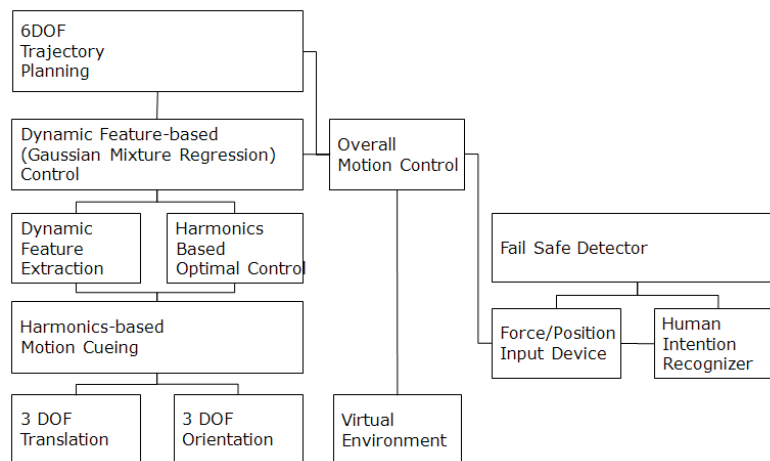 6DOF
Trajectory
Planning
Dynamic Feature-based
(Gaussian Mixture Regression)
Control
Overall
Motion Control
Dynamic
Feature
Extraction
Harmonics
Based
Optimal Control
Fail Safe Detector
Harmonics-based
Motion Cueing
Force/Position
Input Device
Human
Intention
Recognizer
3 DOF
Translation
3 DOF
Orientation
Virtual
Environment